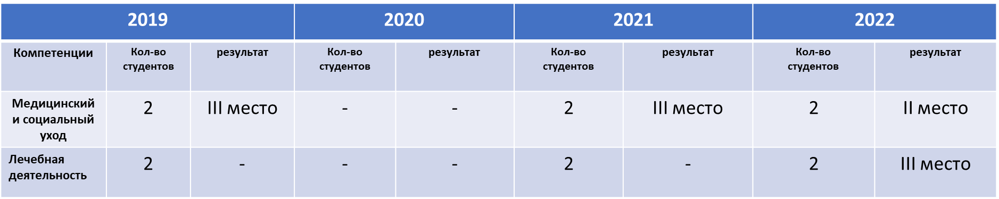 2019 2020 2021 2022
Компетенции Кол-во результат Кол-во результат Кол-во результат Кол-во результат
студентов студентов студентов студентов
Медицинский 2 III место - - 2 III место 2 II место
и социальный
уход
Лечебная 2 - - - 2 - 2 III место
деятельность